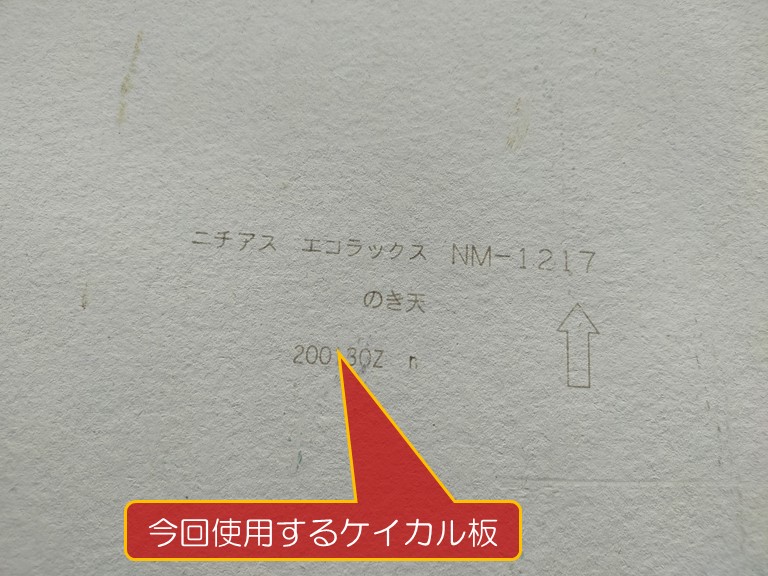 ニチアス エコラックス NM-1217
のき天
n
今回使用するケイカル板